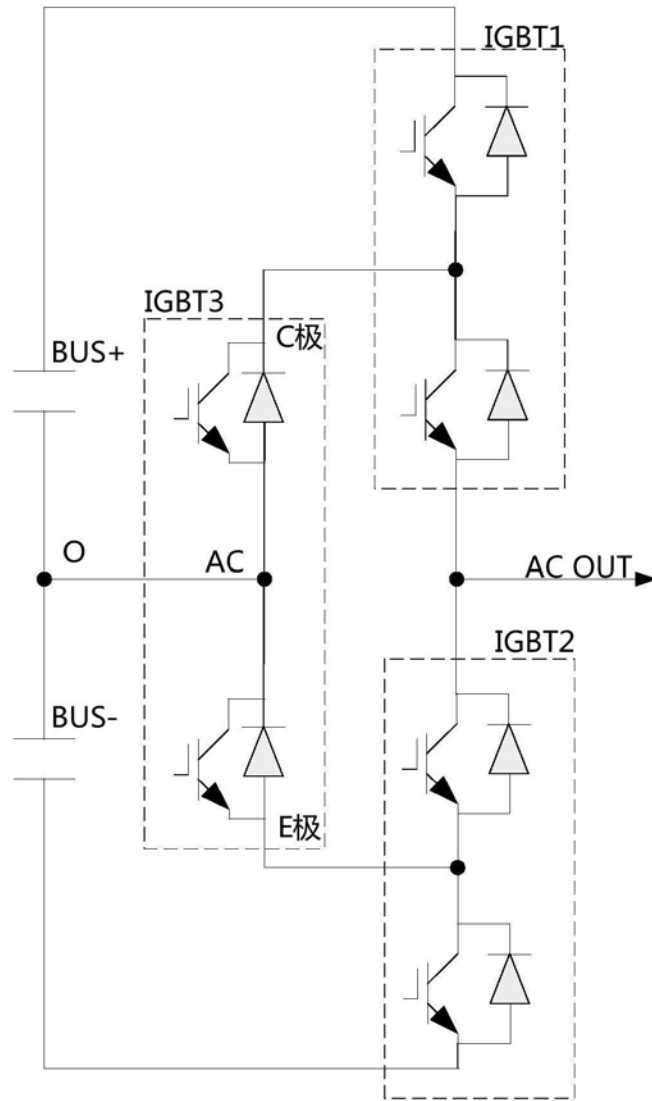 IGBT1
IGBT3
C极
BUS+
O
AC
AC OUT
IGBT2
BUS-
E极